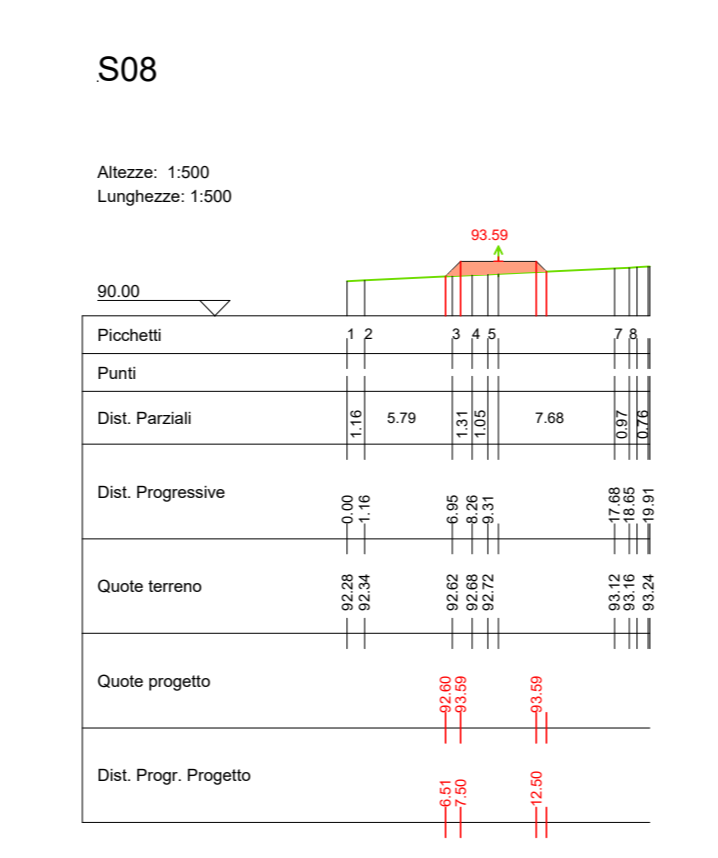 S08
Altezze: 1:500
Lunghezze: 1:500
93.59
90.00
Picchetti 1 2 3 4 5 7 8
Punti
Dist. Parziali 1.16 5.79 1.31 1.05 7.68 0.97 0.76
Dist. Progressive 0.00 1.16 6.95 8.26 9.31 17.68 18.65 19.91
Quote terreno 92.28 92.34 92.62 92.68 92.72 93.12 93.16 93.24
Quote progetto 92.60 93.59 93.59
Dist. Progr. Progetto 6.51 7.50 12.50